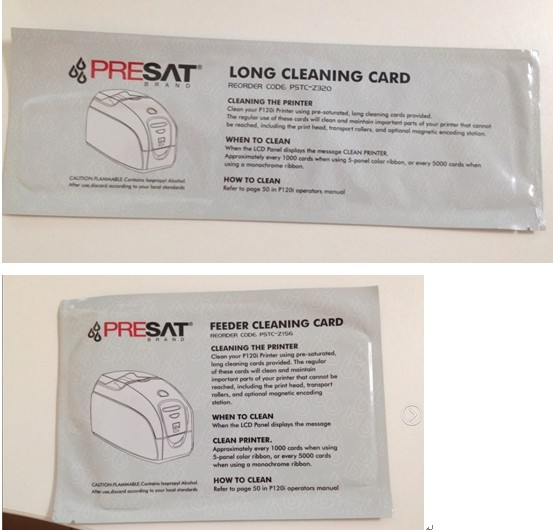 PRESAT®
BRAND
LONG CLEANING CARD
REORDER CODE PSTC-Z320
CLEANING THE PRINTER
Clean your P120i Printer using pre-saturated, long cleaning cards provided.
The regular use of these cards will clean and maintain important parts of your printer that cannot
be reached, including the print head, transport rollers, and optional magnetic encoding station.
WHEN TO CLEAN
When the LCD Panel displays the message CLEAN PRINTER.
Approximately every 1000 cards when using 5-panel color ribbon, or every 5000 cards when
using a monochrome ribbon.
HOW TO CLEAN
Refer to page 50 in P120i operators manual
CAUTION-FLAMMABLE.Contains Isopropyl Alcohol.
After use,discard according to your local standards
PRESAT®
BRAND
FEEDER CLEANING CARD
REORDER CODE PSTC-Z156
CLEANING THE PRINTER
Clean your P120i Printer using pre-saturated,
long cleaning cards provided. The regular
of these cards will clean and maintain
important parts of your printer that cannot be
reached, including the print head, transport
rollers, and optional magnetic encoding
station.
WHEN TO CLEAN
When the LCD Panel displays the message
CLEAN PRINTER.
Approximately every 1000 cards when using
5-panel color ribbon, or every 5000 cards
when using a monochrome ribbon.
HOW TO CLEAN
Refer to page 50 in P120i operators manual
CAUTION-FLAMMABLE.Contains Isopropyl Alcohol.
After use,discard according to your local standards